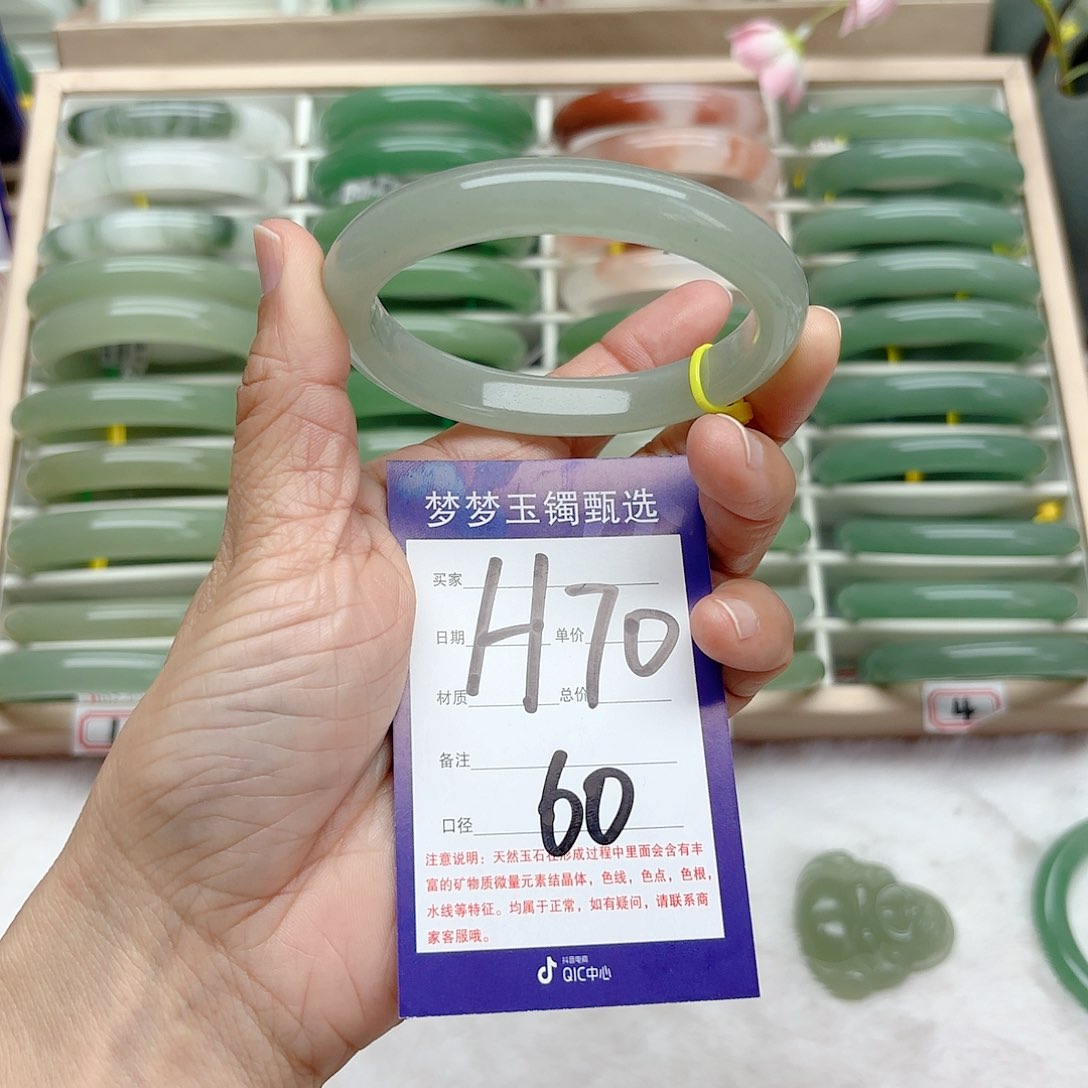 梦梦玉镯甄选
买家
H70
日期 单价
材质 总价
备注
60
口径
注意说明：天然玉石在形成过程中里面会含有丰
富的矿物质微量元素结晶体，色线，色点，色根，
水线等特征。均属于正常，如有疑问，请联系商
家客服哦。
抖音电商
QIC中心
4